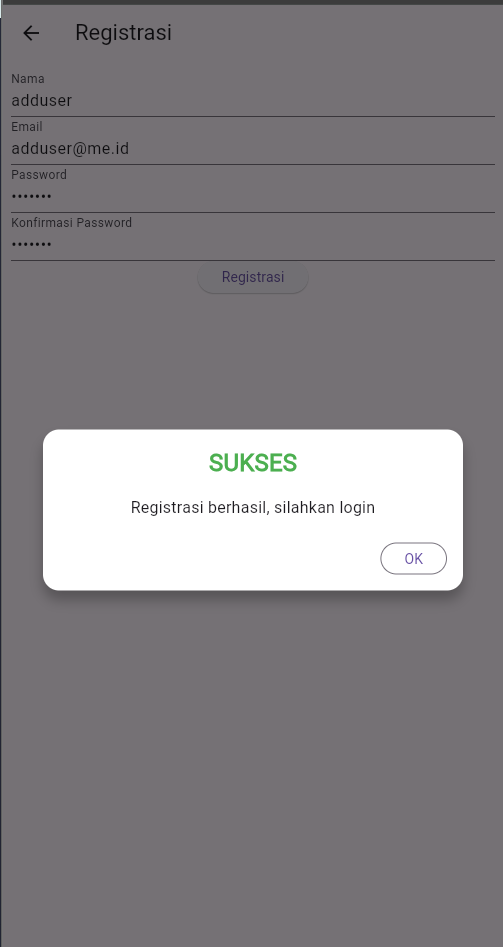 Registrasi
Nama
adduser
Email
adduser@me.id
Password
•••••••
Konfirmasi Password
•••••••
Registrasi
SUKSES
Registrasi berhasil, silahkan login
OK